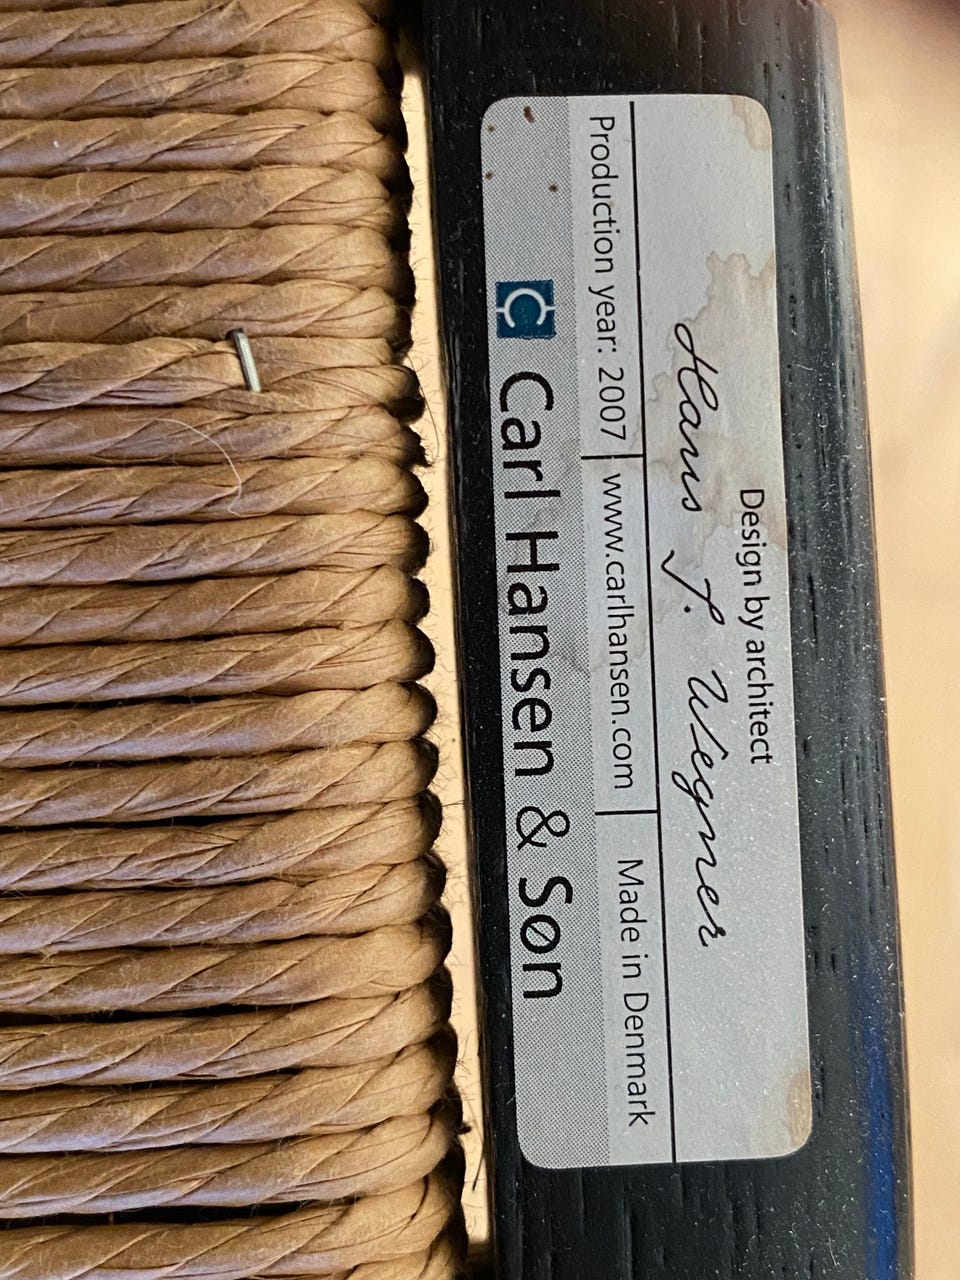 Design by architect
Hans J. Wegner
Production year: 2007
www.carlhansen.com
Made in Denmark
Carl Hansen & Søn